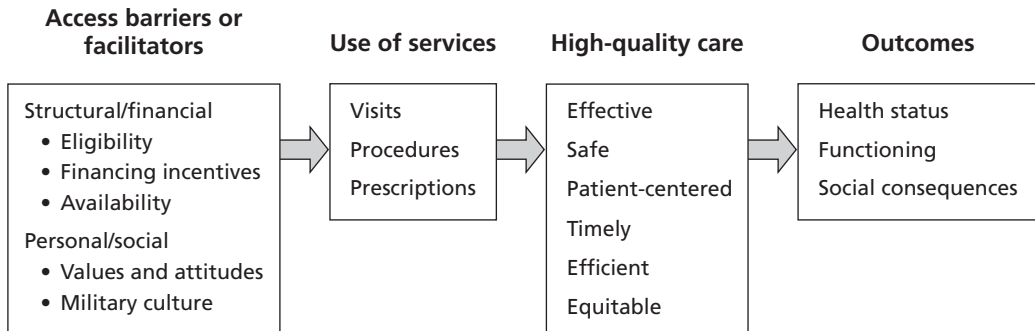 Access barriers or
facilitators
Structural/financial
• Eligibility
• Financing incentives
• Availability
Personal/social
• Values and attitudes
• Military culture
Use of services
Visits
Procedures
Prescriptions
High-quality care
Effective
Safe
Patient-centered
Timely
Efficient
Equitable
Outcomes
Health status
Functioning
Social consequences